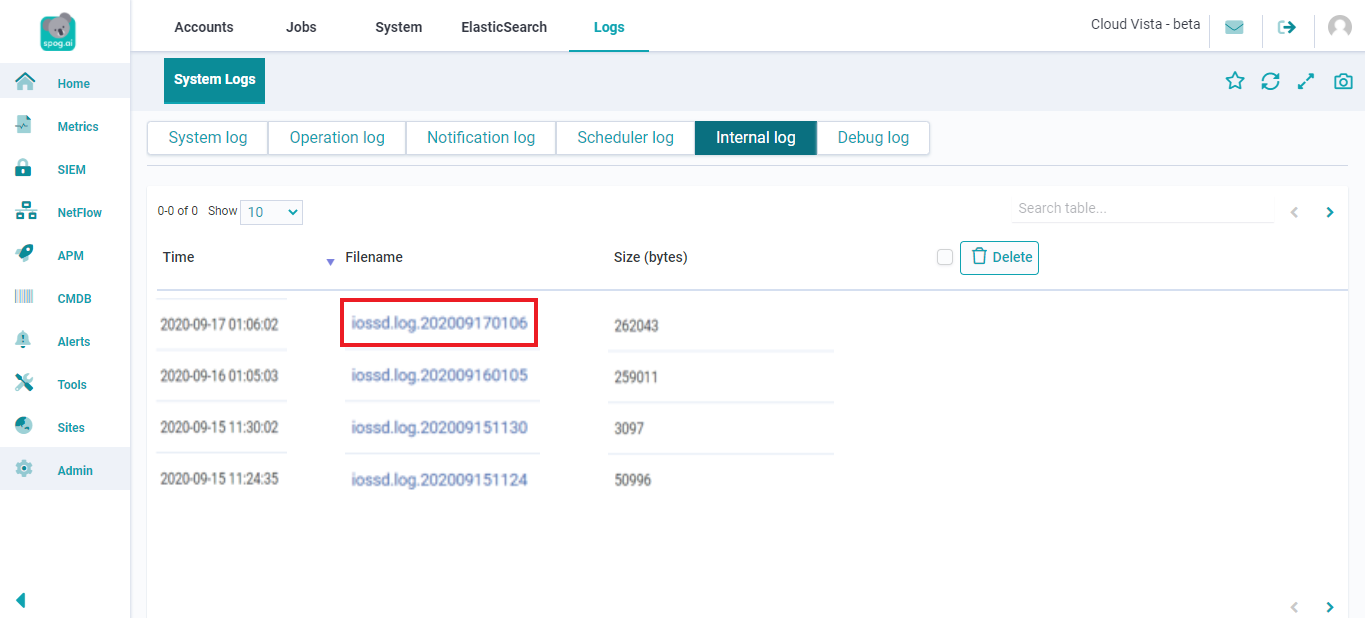 Accounts Jobs System ElasticSearch Logs Cloud Vista - beta
spog.ai
Home
Metrics
SIEM
NetFlow
APM
CMDB
Alerts
Tools
Sites
Admin
System Logs
System log Operation log Notification log Scheduler log Internal log Debug log
0-0 of 0 Show 10 Search table...
Time Filename Size (bytes) Delete
2020-09-17 01:06:02 iossd.log.202009170106 262043
2020-09-16 01:05:03 iossd.log.202009160105 259011
2020-09-15 11:30:02 iossd.log.202009151130 3097
2020-09-15 11:24:35 iossd.log.202009151124 50996